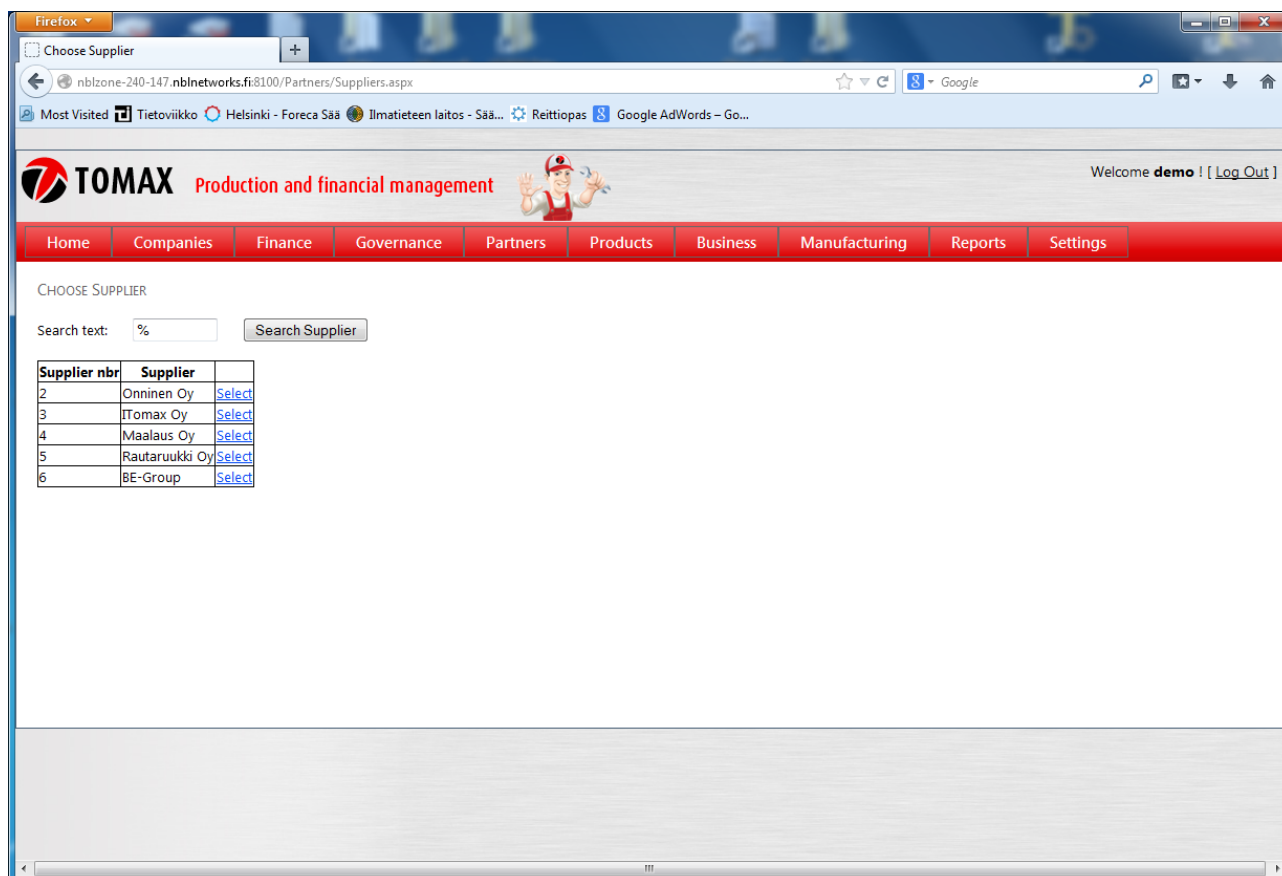 Firefox
Choose Supplier
nblzone-240-147.nblnetworks.fi:8100/Partners/Suppliers.aspx
Google
Most Visited Tietoviikko Helsinki - Foreca Sää Ilmatieteen laitos - Sää... Reittiopas Google AdWords – Go...
TOMAX Production and financial management
Welcome demo ! [ Log Out ]
Home Companies Finance Governance Partners Products Business Manufacturing Reports Settings
CHOOSE SUPPLIER
Search text: % Search Supplier
Supplier nbr Supplier
2 Onninen Oy Select
3 ITomax Oy Select
4 Maalaus Oy Select
5 Rautaruukki Oy Select
6 BE-Group Select